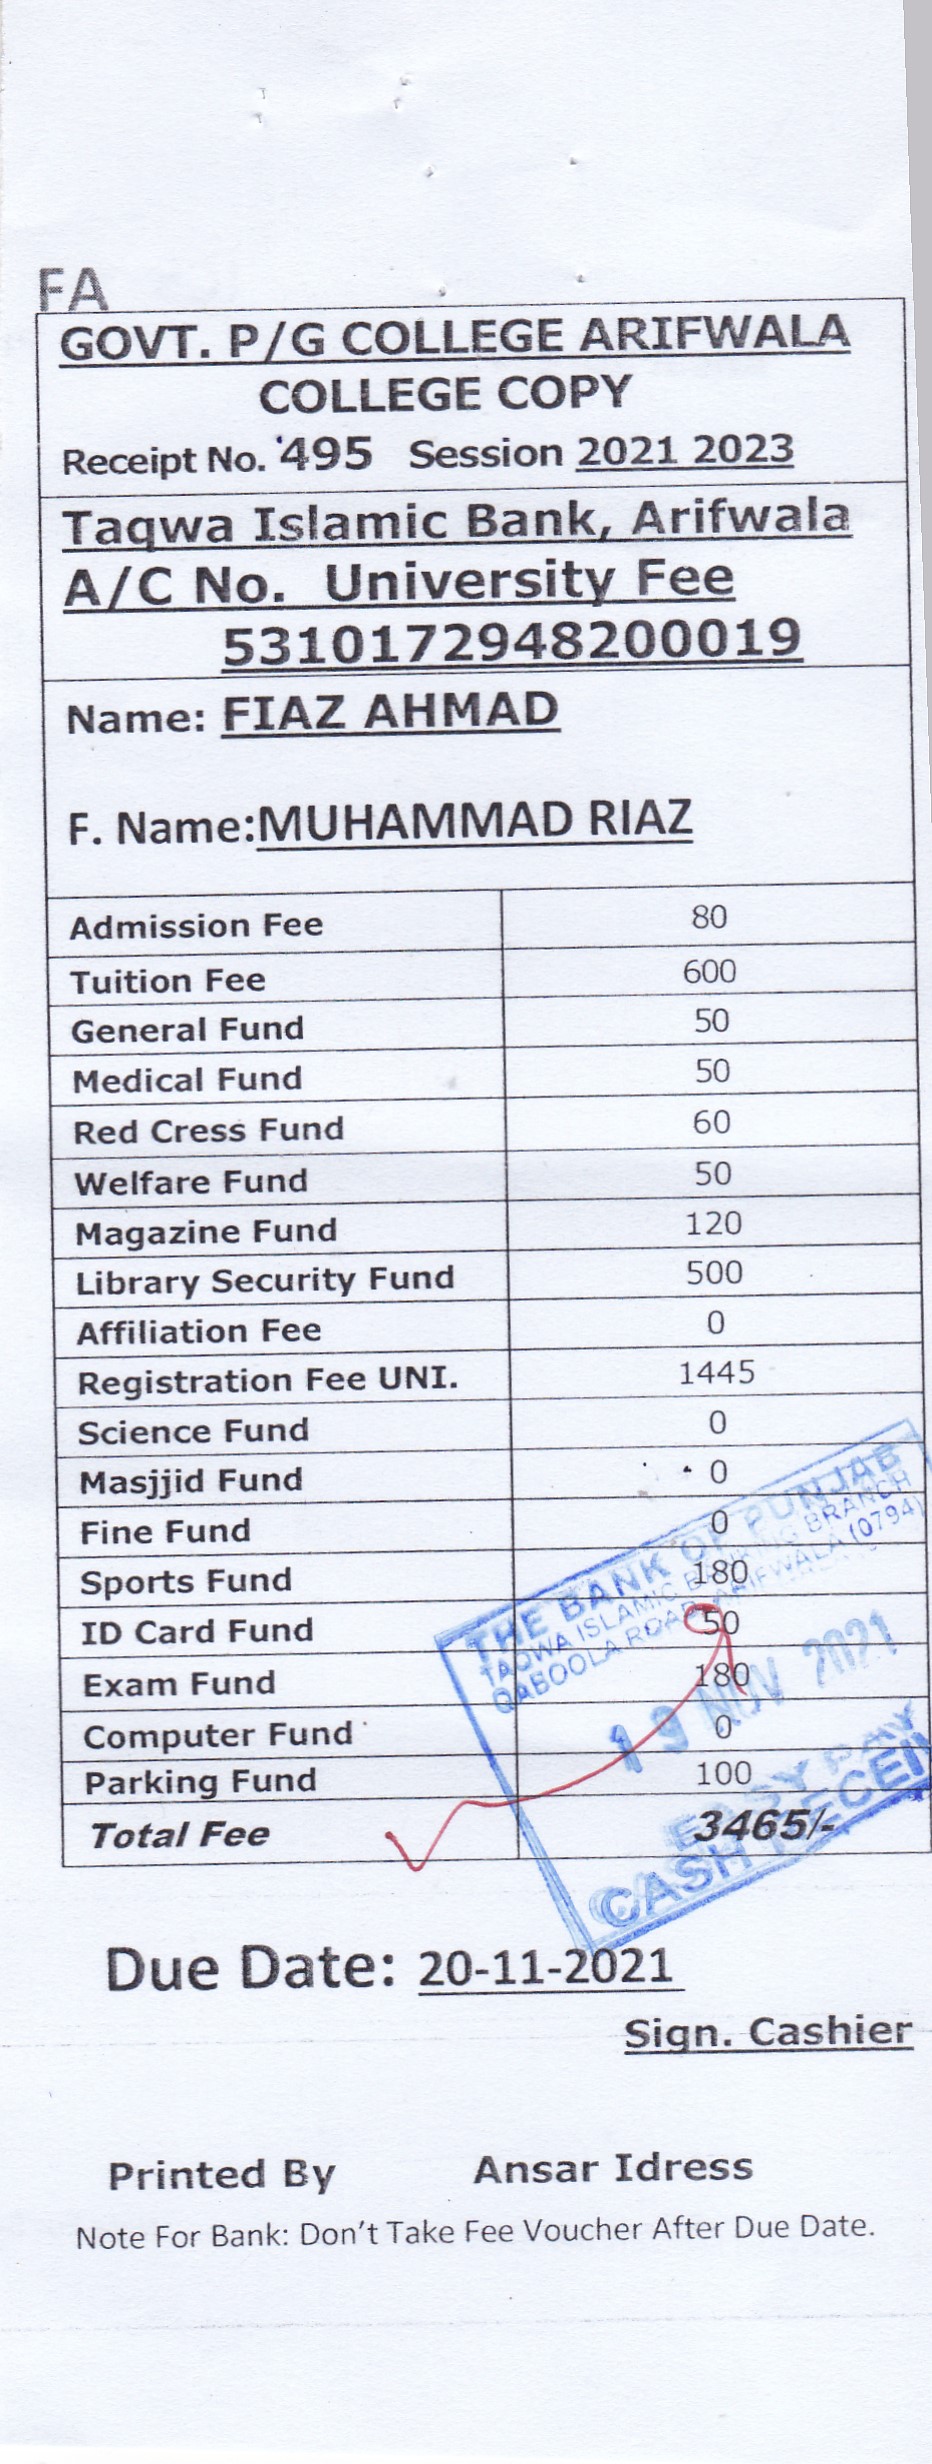 FA
GOVT. P/G COLLEGE ARIFWALA
COLLEGE COPY
Receipt No. 495 Session 2021 2023
Taqwa Islamic Bank, Arifwala
A/C No. University Fee
5310172948200019
Name: FIAZ AHMAD
F. Name:MUHAMMAD RIAZ
Admission Fee 80
Tuition Fee 600
General Fund 50
Medical Fund 50
Red Cress Fund 60
Welfare Fund 50
Magazine Fund 120
Library Security Fund 500
Affiliation Fee 0
Registration Fee UNI. 1445
Science Fund 0
Masjjid Fund 0
Fine Fund 0
Sports Fund 180
ID Card Fund 50
Exam Fund 180
Computer Fund 0
Parking Fund 100
Total Fee 3465/-
THE BANK OF PUNJAB
TAQWA ISLAMIC BANKING BRANCH
QABOOLA ROAD ARIFWALA (0794)
19 NOV 2021
EASY PAY
CASH
Due Date: 20-11-2021
Sign. Cashier
Printed By Ansar Idress
Note For Bank: Don't Take Fee Voucher After Due Date.